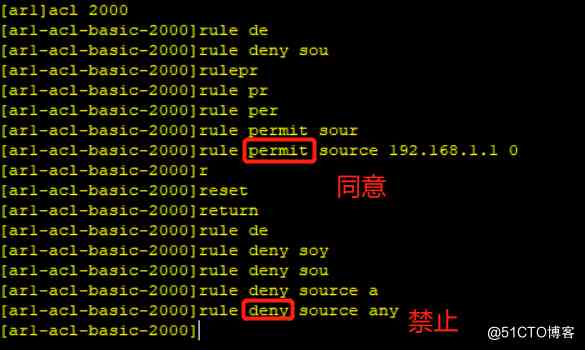 [ar1]acl 2000
[ar1-acl-basic-2000]rule de
[ar1-acl-basic-2000]rule deny sou
[ar1-acl-basic-2000]rulepr
[ar1-acl-basic-2000]rule pr
[ar1-acl-basic-2000]rule per
[ar1-acl-basic-2000]rule permit sour
[ar1-acl-basic-2000]rule permit source 192.168.1.1 0
[ar1-acl-basic-2000]r
[ar1-acl-basic-2000]reset
同意
[ar1-acl-basic-2000]return
[ar1-acl-basic-2000]rule de
[ar1-acl-basic-2000]rule deny soy
[ar1-acl-basic-2000]rule deny sou
[ar1-acl-basic-2000]rule deny source a
[ar1-acl-basic-2000]rule deny source any
禁止
[ar1-acl-basic-2000]
@51CTO博客